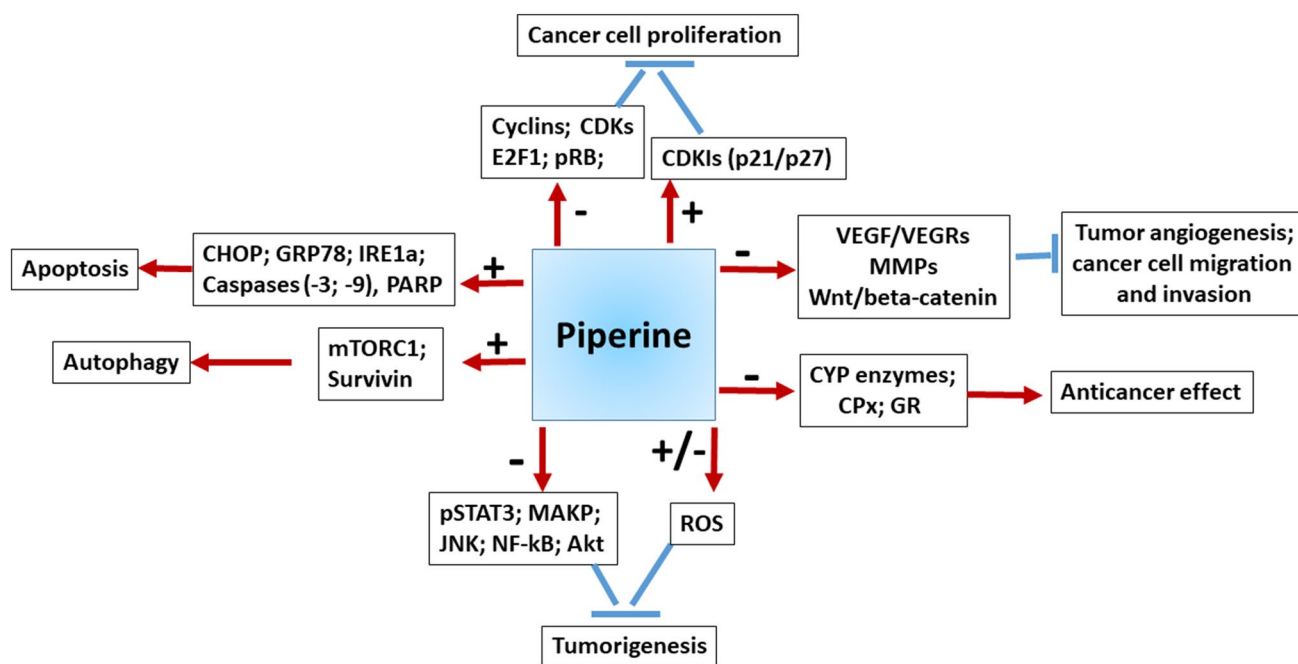 Cancer cell proliferation
Cyclins; CDKs
E2F1; pRB;
CDKIs (p21/p27)
-
+
CHOP; GRP78; IRE1a;
Caspases (-3; -9), PARP
Apoptosis
+
-
VEGF/VEGRs
MMPs
Wnt/beta-catenin
Tumor angiogenesis;
cancer cell migration
and invasion
Piperine
Autophagy
mTORC1;
Survivin
+
-
CYP enzymes;
CPx; GR
Anticancer effect
-
+/-
pSTAT3; MAKP;
JNK; NF-kB; Akt
ROS
Tumorigenesis